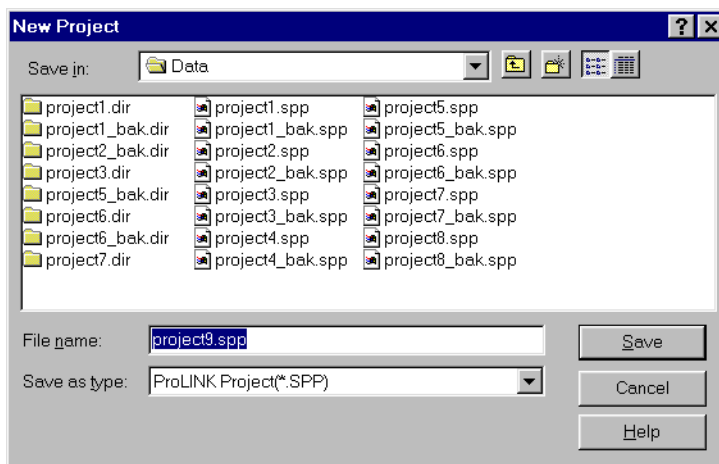 New Project
Save in:
Data
project1.dir
project1_bak.dir
project2_bak.dir
project3.dir
project5_bak.dir
project6.dir
project6_bak.dir
project7.dir
project1.spp
project1_bak.spp
project2.spp
project2_bak.spp
project3.spp
project3_bak.spp
project4.spp
project4_bak.spp
project5.spp
project5_bak.spp
project6.spp
project6_bak.spp
project7.spp
project7_bak.spp
project8.spp
project8_bak.spp
File name:
project9.spp
Save
Save as type:
ProLINK Project(*.SPP)
Cancel
Help